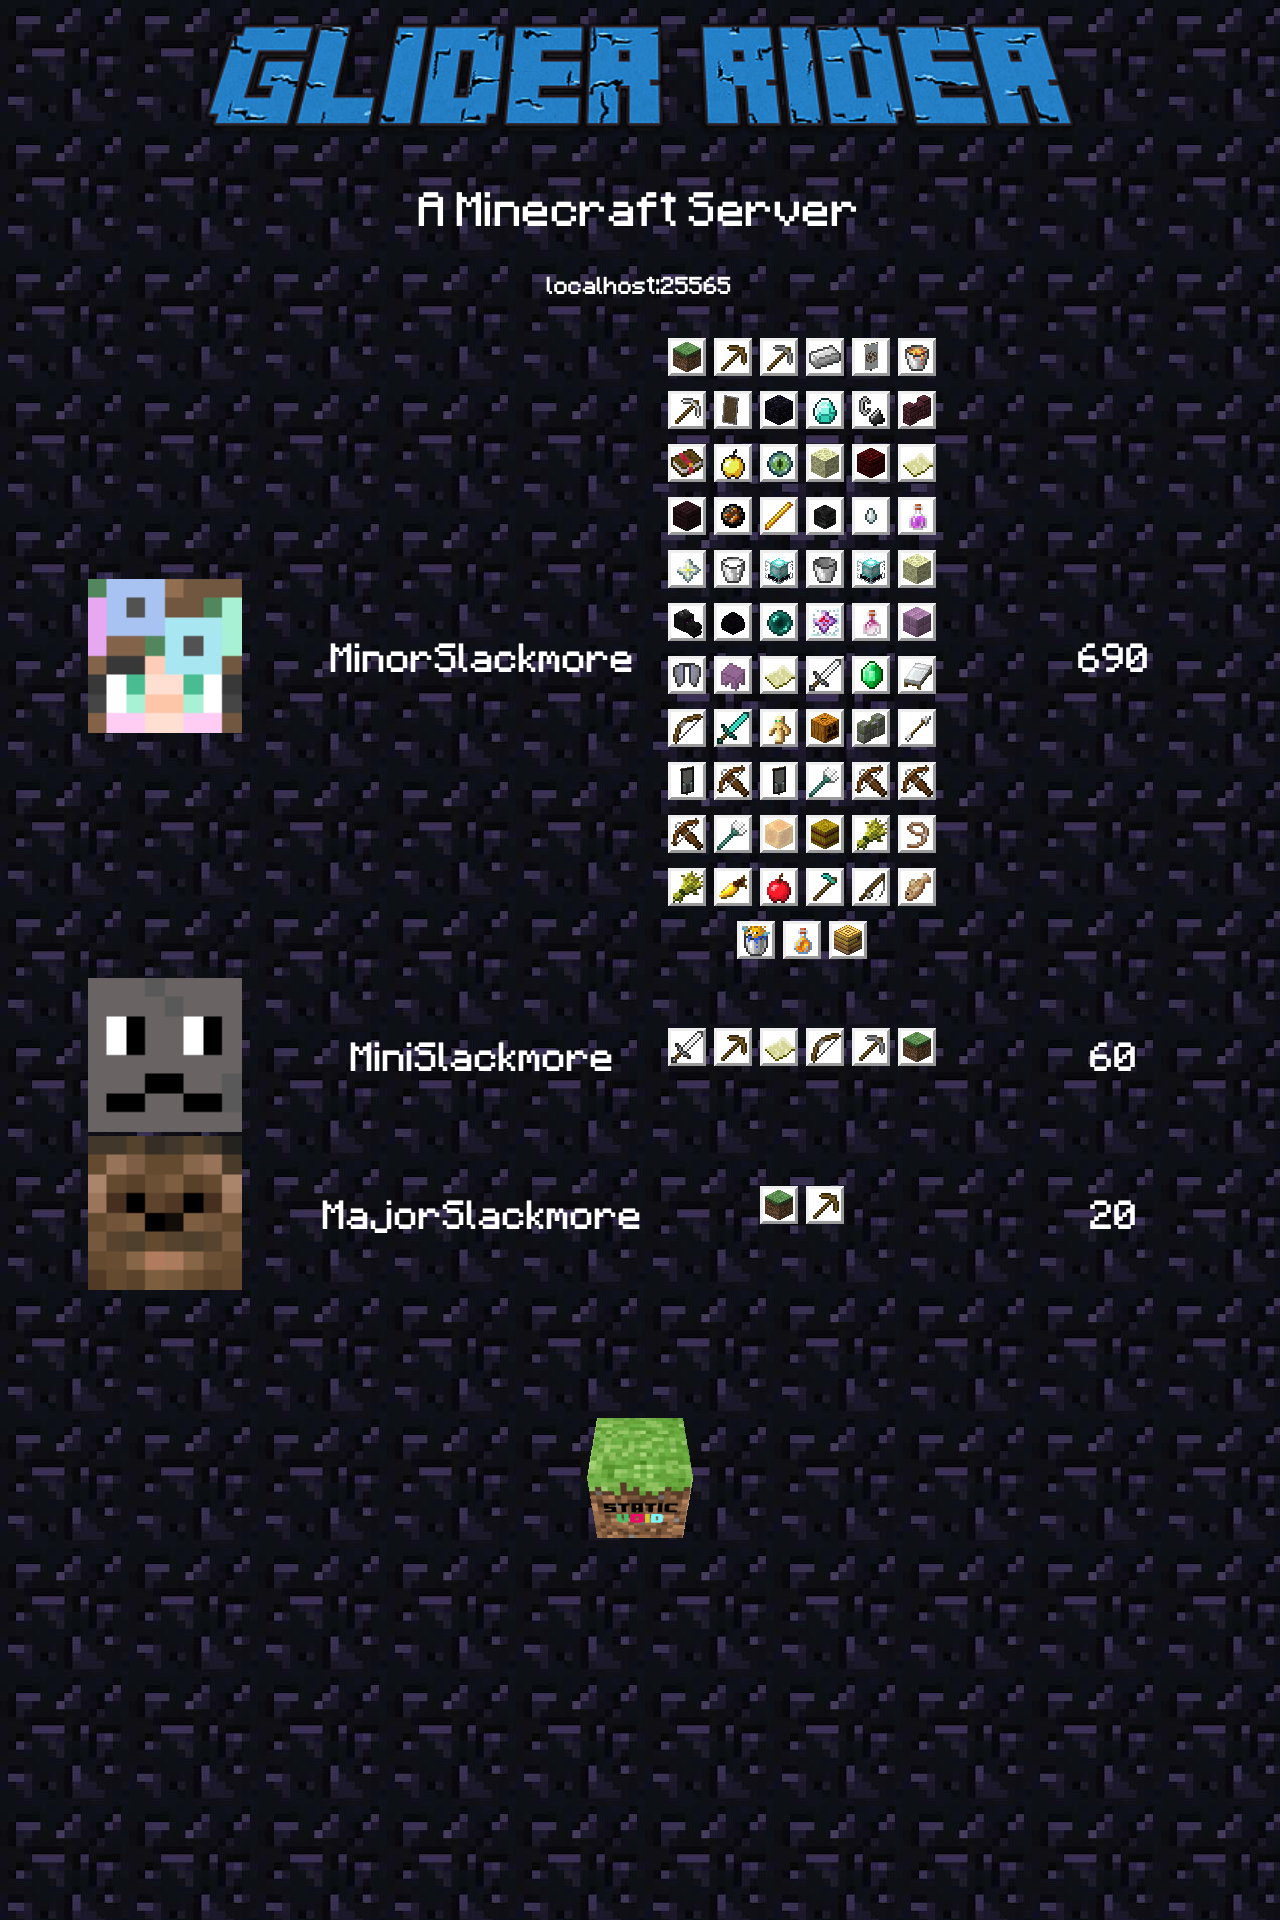 GLIDER RIDER
A Minecraft Server
localhost:25565
MinorSlackmore 690
MiniSlackmore 60
MajorSlackmore 20
STATIC
VOID